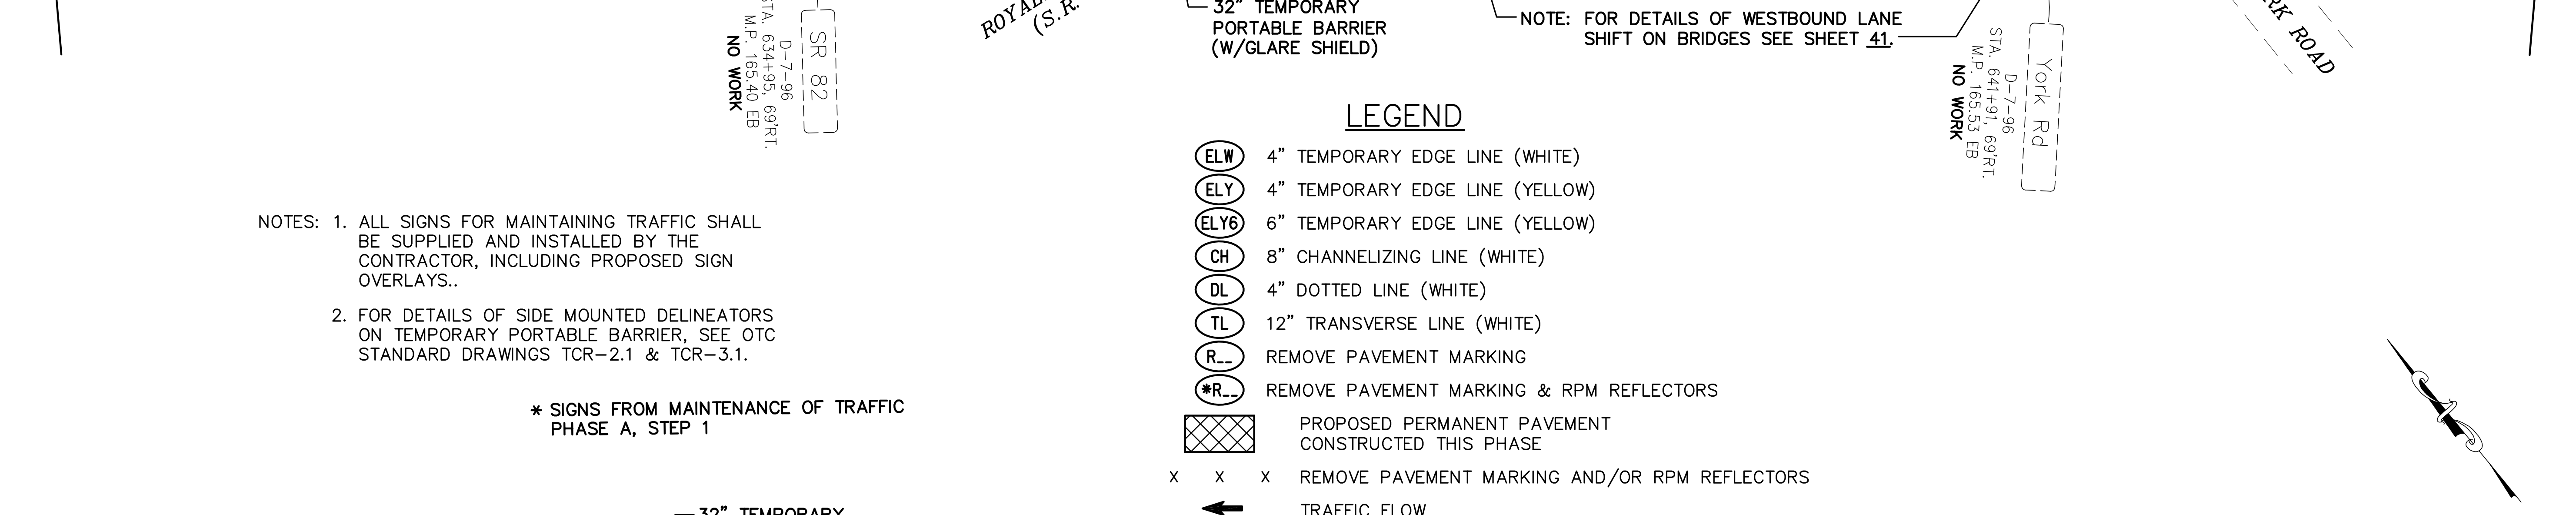 ROYAL
(S.R.
32" TEMPORARY
PORTABLE BARRIER
(W/GLARE SHIELD)
NOTE: FOR DETAILS OF WESTBOUND LANE
SHIFT ON BRIDGES SEE SHEET 41.
RK ROAD
SR 82
D-7-96
STA. 634+95, 69'RT.
M.P. 165.40 EB
NO WORK
York Rd
D-7-96
STA. 641+91, 69'RT.
M.P. 165.53 EB
NO WORK
NOTES: 1. ALL SIGNS FOR MAINTAINING TRAFFIC SHALL
BE SUPPLIED AND INSTALLED BY THE
CONTRACTOR, INCLUDING PROPOSED SIGN
OVERLAYS..
2. FOR DETAILS OF SIDE MOUNTED DELINEATORS
ON TEMPORARY PORTABLE BARRIER, SEE OTC
STANDARD DRAWINGS TCR-2.1 & TCR-3.1.
* SIGNS FROM MAINTENANCE OF TRAFFIC
PHASE A, STEP 1
32" TEMPORARY
LEGEND
ELW 4" TEMPORARY EDGE LINE (WHITE)
ELY 4" TEMPORARY EDGE LINE (YELLOW)
ELY6 6" TEMPORARY EDGE LINE (YELLOW)
CH 8" CHANNELIZING LINE (WHITE)
DL 4" DOTTED LINE (WHITE)
TL 12" TRANSVERSE LINE (WHITE)
R__ REMOVE PAVEMENT MARKING
*R__ REMOVE PAVEMENT MARKING & RPM REFLECTORS
PROPOSED PERMANENT PAVEMENT
CONSTRUCTED THIS PHASE
X X X REMOVE PAVEMENT MARKING AND/OR RPM REFLECTORS
TRAFFIC FLOW